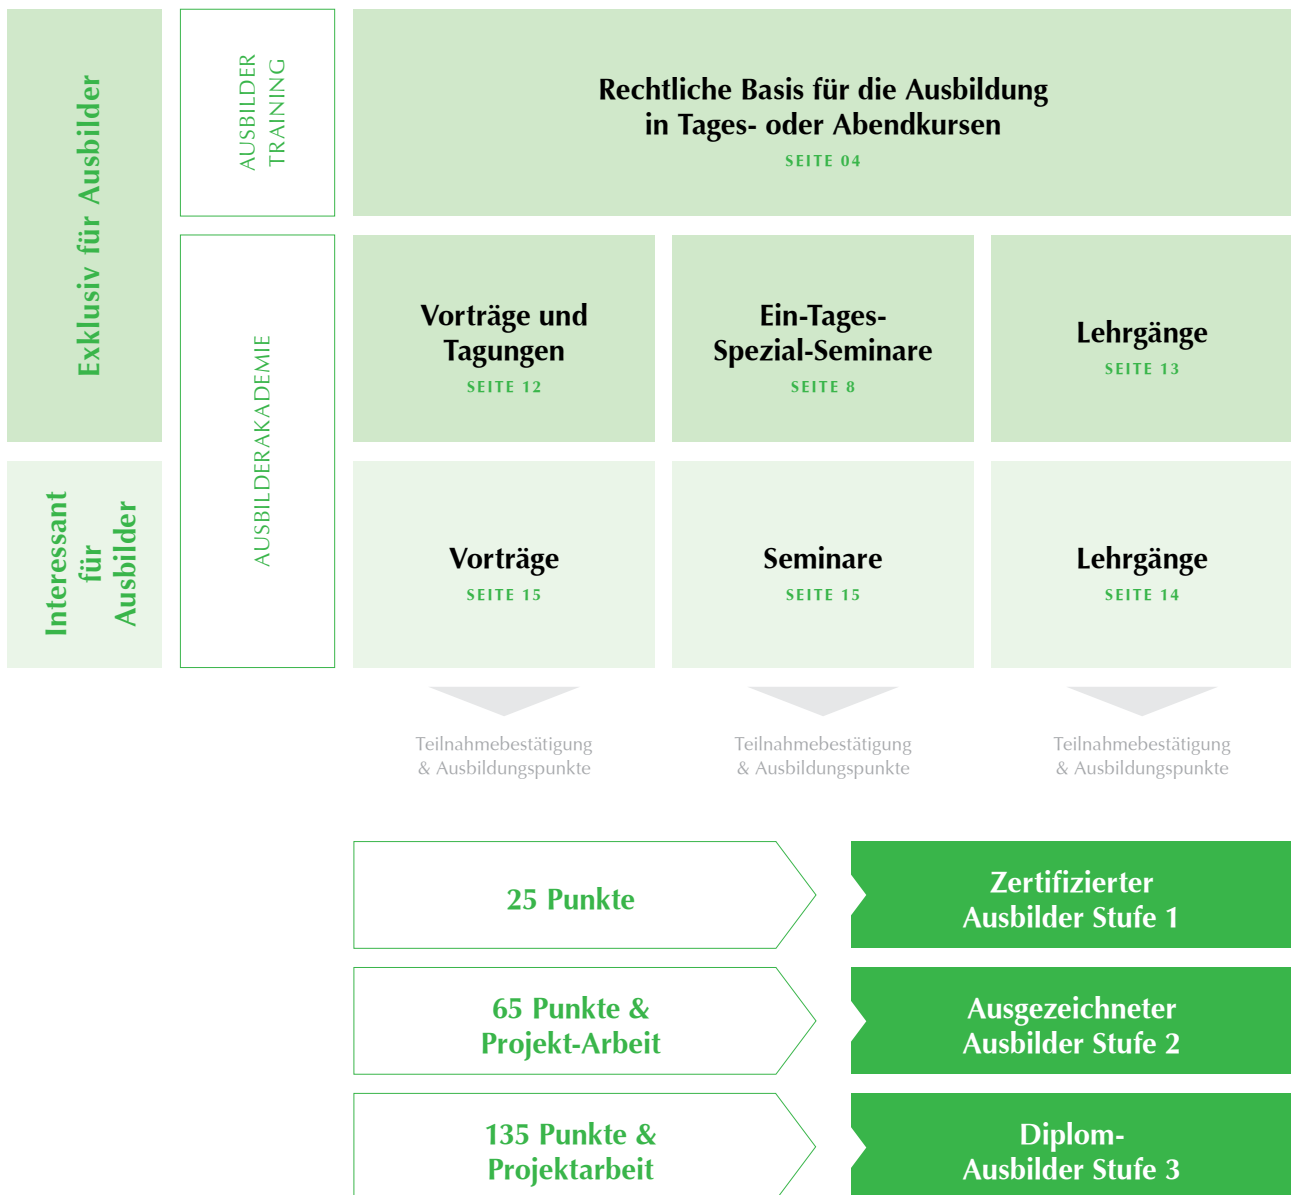 Exklusiv für Ausbilder
AUSBILDER
TRAINING
Rechtliche Basis für die Ausbildung
in Tages- oder Abendkursen
SEITE 04
AUSBILDERAKADEMIE
Vorträge und
Tagungen
SEITE 12
Ein-Tages-
Spezial-Seminare
SEITE 8
Lehrgänge
SEITE 13
Interessant
für
Ausbilder
Vorträge
SEITE 15
Seminare
SEITE 15
Lehrgänge
SEITE 14
Teilnahmebestätigung
& Ausbildungspunkte
Teilnahmebestätigung
& Ausbildungspunkte
Teilnahmebestätigung
& Ausbildungspunkte
25 Punkte
Zertifizierter
Ausbilder Stufe 1
65 Punkte &
Projekt-Arbeit
Ausgezeichneter
Ausbilder Stufe 2
135 Punkte &
Projektarbeit
Diplom-
Ausbilder Stufe 3